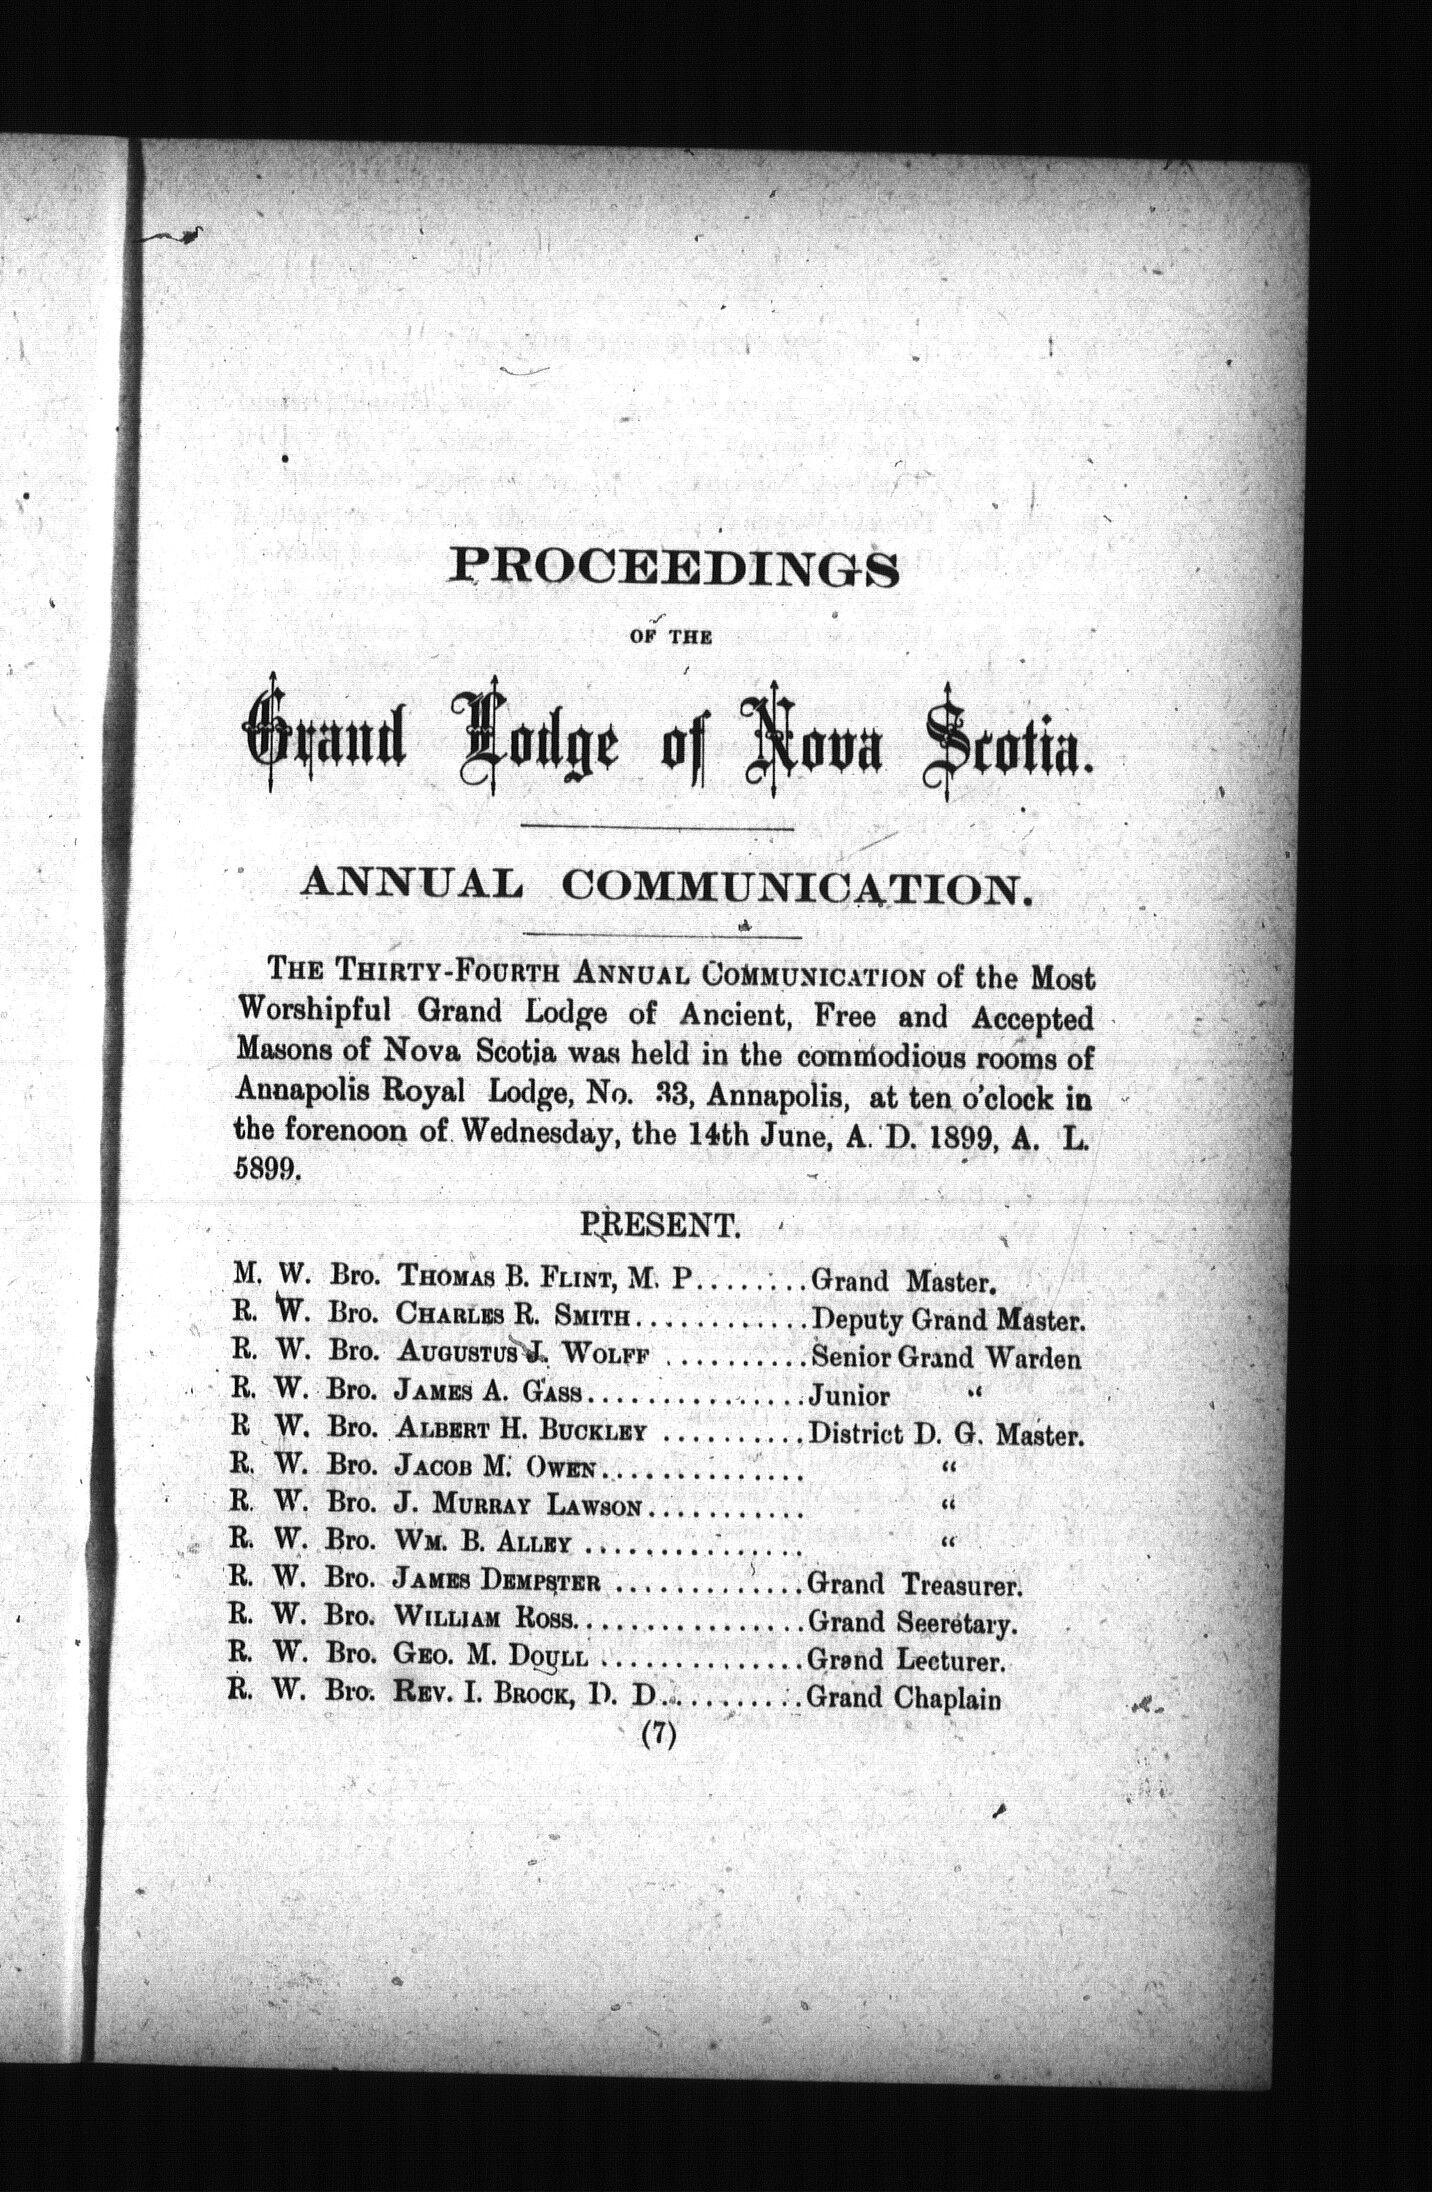 PROCEEDINGS
OF THE
Grand Lodge of Nova Scotia.
ANNUAL COMMUNICATION.
THE THIRTY-FOURTH ANNUAL COMMUNICATION of the Most
Worshipful Grand Lodge of Ancient, Free and Accepted
Masons of Nova Scotia was held in the commodious rooms of
Annapolis Royal Lodge, No. 33, Annapolis, at ten o'clock in
the forenoon of Wednesday, the 14th June, A. D. 1899, A. L.
5899.
PRESENT.
M. W. Bro. THOMAS B. FLINT, M. P........Grand Master.
R. W. Bro. CHARLES R. SMITH............Deputy Grand Master.
R. W. Bro. AUGUSTUS J. WOLFF ..........Senior Grand Warden
R. W. Bro. JAMES A. GASS...............Junior "
R W. Bro. ALBERT H. BUCKLEY ..........District D. G. Master.
R. W. Bro. JACOB M. OWEN.............. "
R. W. Bro. J. MURRAY LAWSON........... "
R. W. Bro. WM. B. ALLEY ............... "
R. W. Bro. JAMES DEMPSTER .............Grand Treasurer.
R. W. Bro. WILLIAM ROSS................Grand Seeretary.
R. W. Bro. GEO. M. DOULL ..............Grand Lecturer.
R. W. Bro. REV. I. BROCK, D. D..........Grand Chaplain
(7)